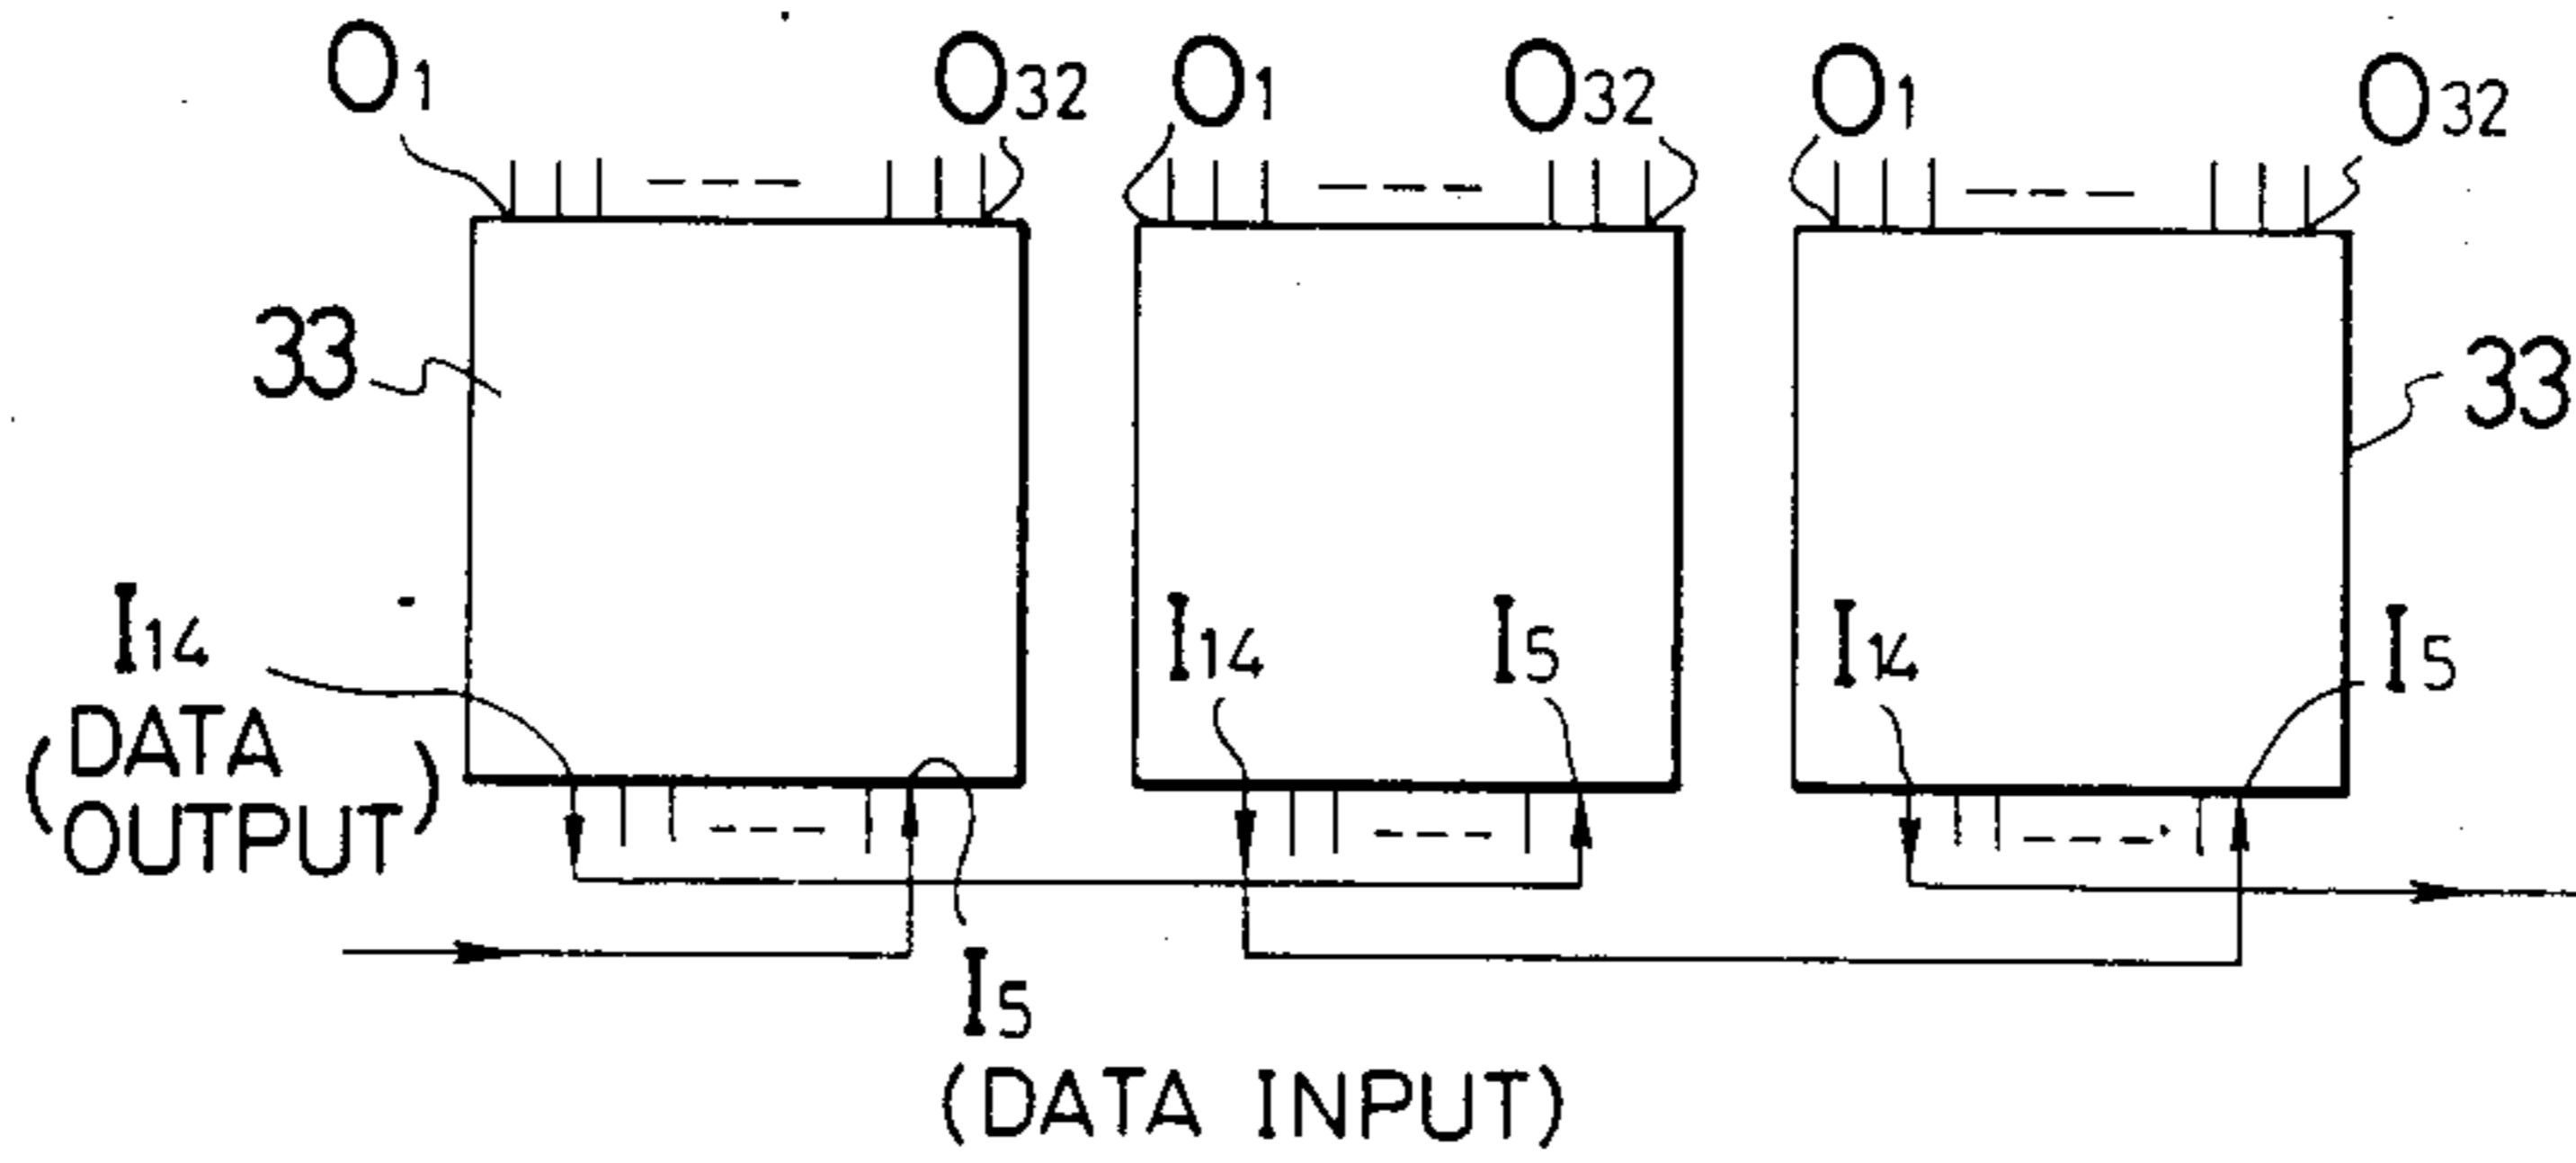 O1 O32 O1 O32 O1 O32
33 33
I14 I14 I5 I14 I5
(DATA OUTPUT)
I5
(DATA INPUT)